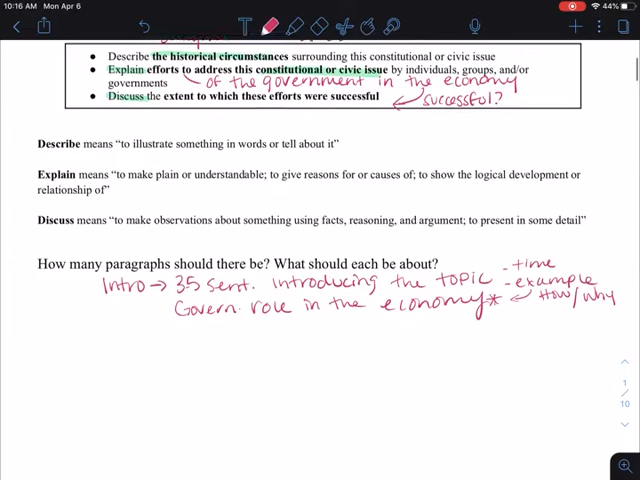 10:16 AM Mon Apr 6
44%
• Describe the historical circumstances surrounding this constitutional or civic issue
• Explain efforts to address this constitutional or civic issue by individuals, groups, and/or
governments
of the government in the economy
• Discuss the extent to which these efforts were successful
successful?
Describe means “to illustrate something in words or tell about it”
Explain means “to make plain or understandable; to give reasons for or causes of; to show the logical development or
relationship of”
Discuss means “to make observations about something using facts, reasoning, and argument; to present in some detail”
How many paragraphs should there be? What should each be about?
- time
Intro → 35 sent. Introducing the topic - example
Govern. role in the economy* How/Why
1
/
10